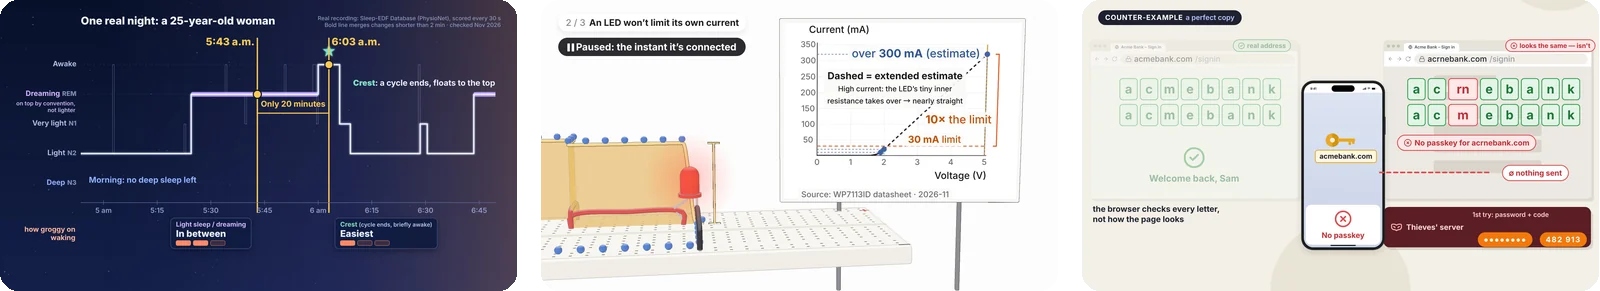 One real night: a 25-year-old woman
Real recording: Sleep-EDF Database (PhysioNet), scored every 30 s
Bold line merges changes shorter than 2 min · checked Nov 2026
5:43 a.m.
6:03 a.m.
Awake
Crest: a cycle ends, floats to the top
Dreaming REM
on top by convention,
not lighter
Only 20 minutes
Very light N1
Light N2
Deep N3
Morning: no deep sleep left
5 am
5:15
5:30
5:45
6 am
6:15
6:30
6:45
how groggy on
waking
Light sleep / dreaming
In between
Crest (cycle ends, briefly awake)
Easiest
2 / 3 An LED won't limit its own current
Paused: the instant it's connected
Current (mA)
350
300
250
200
150
100
50
over 300 mA (estimate)
Dashed = extended estimate
High current: the LED's tiny inner
resistance takes over → nearly straight
10× the limit
30 mA limit
0
1
2
3
4
5
Voltage (V)
Source: WP7113ID datasheet · 2026-11
COUNTER-EXAMPLE a perfect copy
Acme Bank – Sign in
real address
acmebank.com /signin
a c m e b a n k
a c m e b a n k
Welcome back, Sam
the browser checks every letter,
not how the page looks
acmebank.com
No passkey
Acme Bank – Sign in
looks the same — isn't
acrnebank.com /signin
a c rn e b a n k
a c m e b a n k
No passkey for acrnebank.com
ø nothing sent
1st try: password + code
Thieves' server
482 913